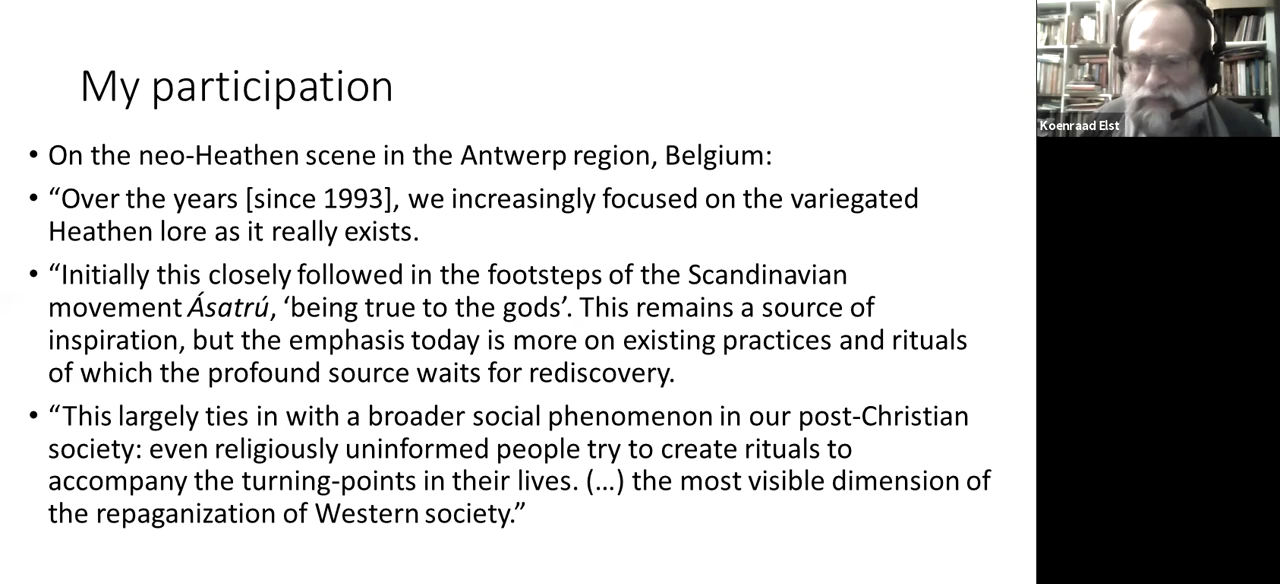 My participation
• On the neo-Heathen scene in the Antwerp region, Belgium:
• “Over the years [since 1993], we increasingly focused on the variegated
Heathen lore as it really exists.
• “Initially this closely followed in the footsteps of the Scandinavian
movement Ásatrú, ‘being true to the gods’. This remains a source of
inspiration, but the emphasis today is more on existing practices and rituals
of which the profound source waits for rediscovery.
• “This largely ties in with a broader social phenomenon in our post-Christian
society: even religiously uninformed people try to create rituals to
accompany the turning-points in their lives. (…) the most visible dimension of
the repaganization of Western society.”
Koenraad Elst